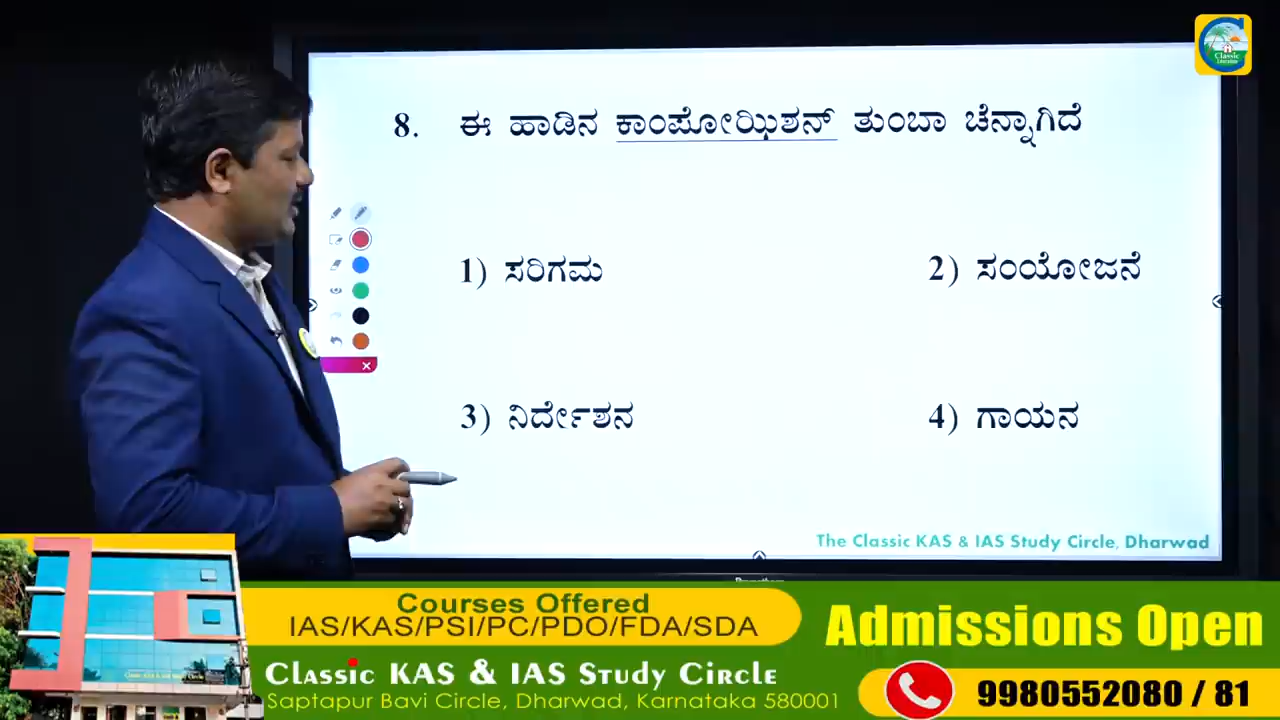 Classic
Education
8. ಈ ಹಾಡಿನ ಕಾಂಪೋಝಿಶನ್ ತುಂಬಾ ಚೆನ್ನಾಗಿದೆ
1) ಸರಿಗಮ
2) ಸಂಯೋಜನೆ
3) ನಿರ್ದೇಶನ
4) ಗಾಯನ
The Classic KAS & IAS Study Circle, Dharwad
Courses Offered
IAS/KAS/PSI/PC/PDO/FDA/SDA
Classic KAS & IAS Study Circle
Saptapur Bavi Circle, Dharwad, Karnataka 580001
Admissions Open
9980552080 / 81